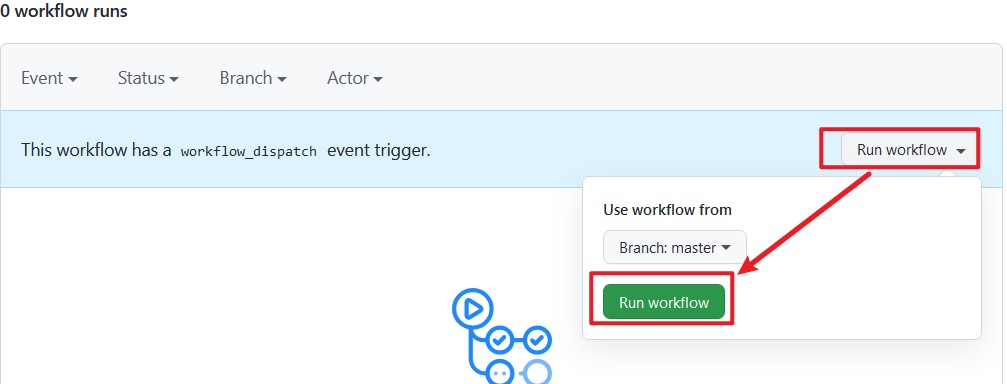 0 workflow runs
Event Status Branch Actor
This workflow has a workflow_dispatch event trigger. Run workflow
Use workflow from
Branch: master
Run workflow